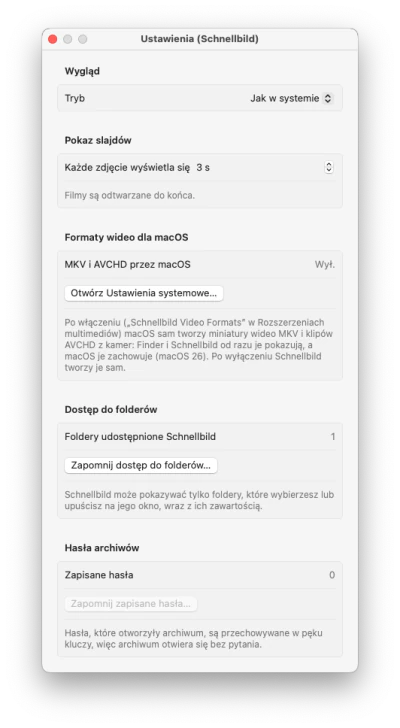 Ustawienia (Schnellbild)
Wygląd
Tryb Jak w systemie
Pokaz slajdów
Każde zdjęcie wyświetla się 3 s
Filmy są odtwarzane do końca.
Formaty wideo dla macOS
MKV i AVCHD przez macOS Wył.
Otwórz Ustawienia systemowe...
Po włączeniu („Schnellbild Video Formats” w Rozszerzeniach
multimediów) macOS sam tworzy miniatury wideo MKV i klipów
AVCHD z kamer: Finder i Schnellbild od razu je pokazują, a
macOS je zachowuje (macOS 26). Po wyłączeniu Schnellbild
tworzy je sam.
Dostęp do folderów
Foldery udostępnione Schnellbild 1
Zapomnij dostęp do folderów...
Schnellbild może pokazywać tylko foldery, które wybierzesz lub
upuścisz na jego okno, wraz z ich zawartością.
Hasła archiwów
Zapisane hasła 0
Zapomnij zapisane hasła...
Hasła, które otworzyły archiwum, są przechowywane w pęku
kluczy, więc archiwum otwiera się bez pytania.